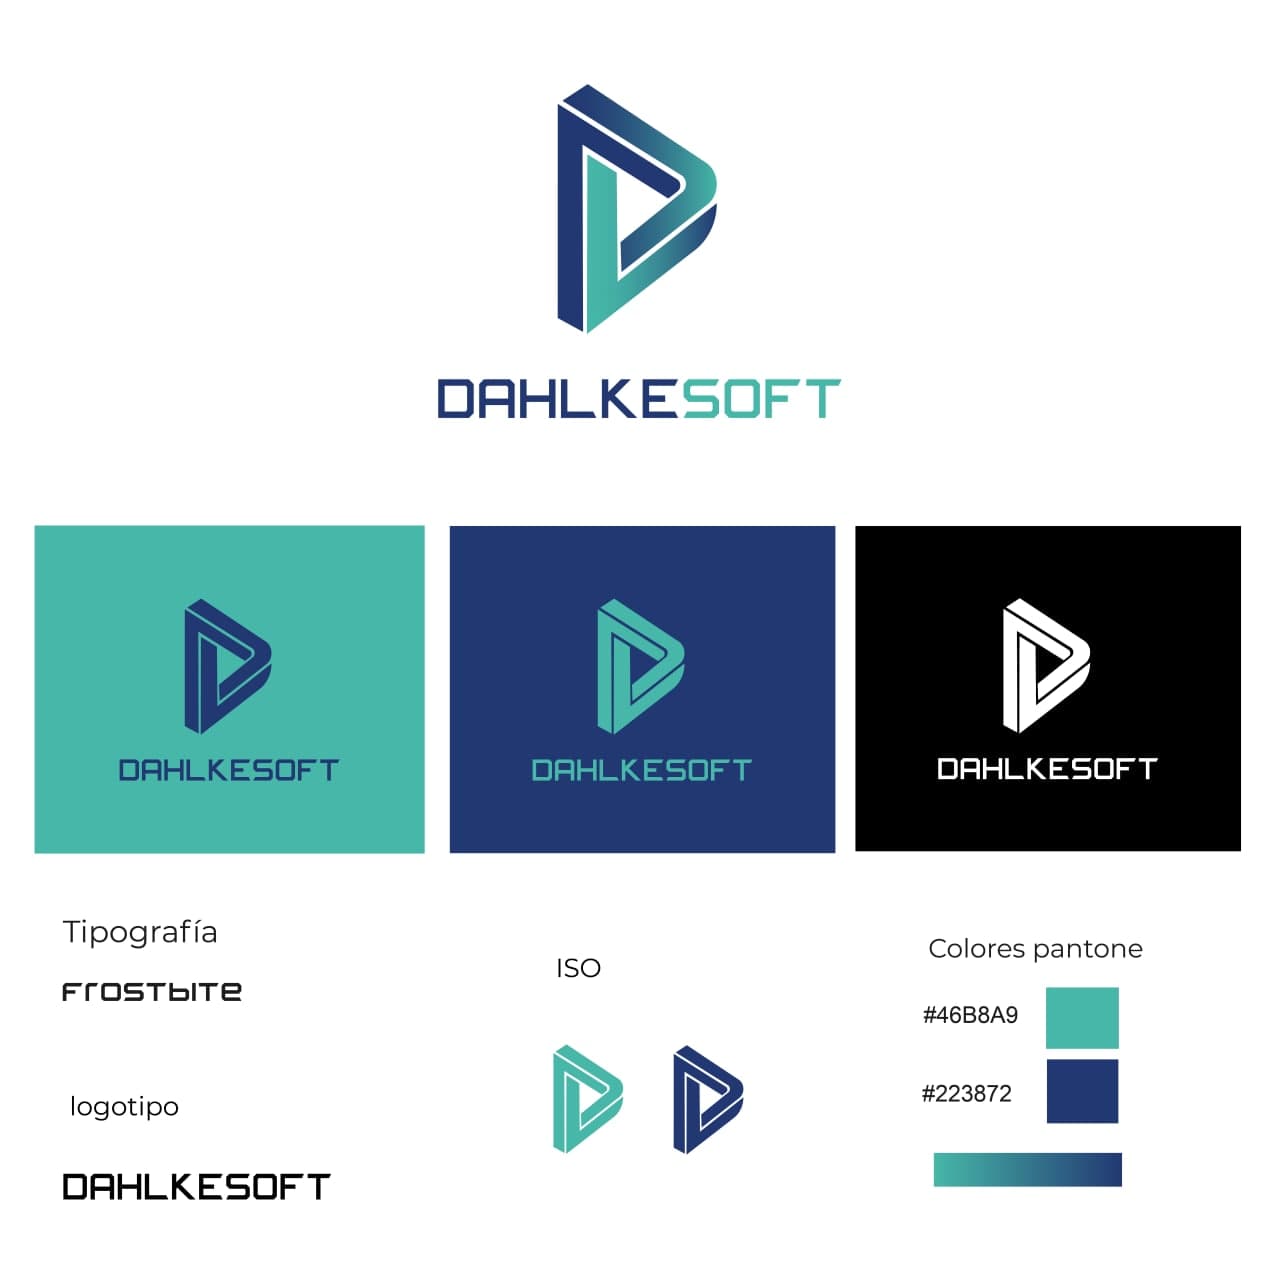 DAHLKESOFT
DAHLKESOFT
DAHLKESOFT
DAHLKESOFT
Tipografía
FrOSTbITe
logotipo
DAHLKESOFT
ISO
Colores pantone
#46B8A9
#223872